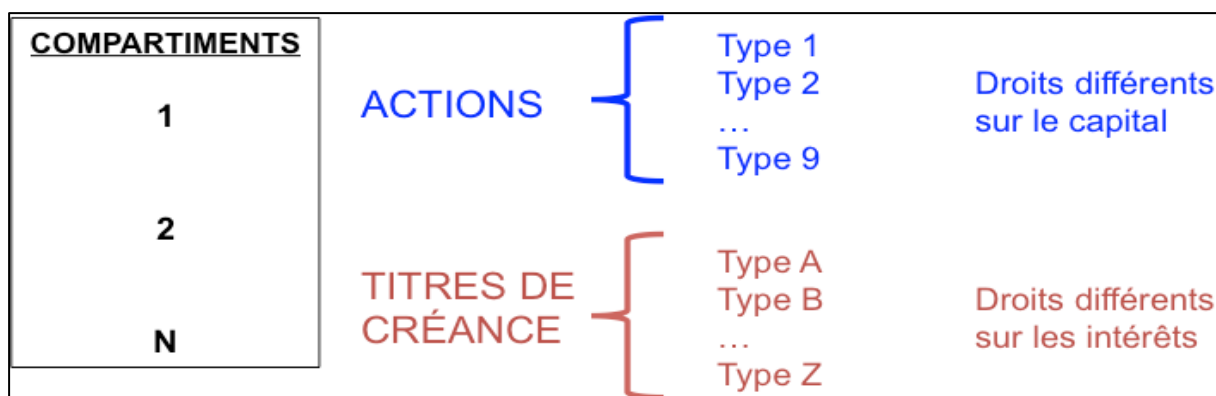 COMPARTIMENTS
1
2
N
ACTIONS
Type 1
Type 2
…
Type 9
Droits différents
sur le capital
TITRES DE
CRÉANCE
Type A
Type B
…
Type Z
Droits différents
sur les intérêts